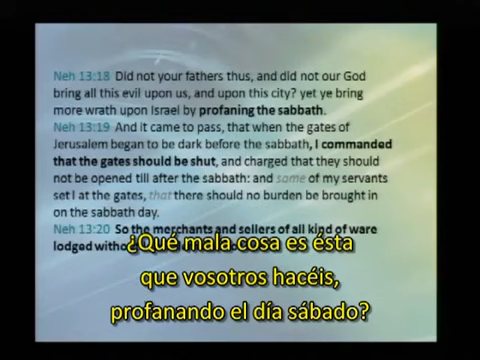 Neh 13:18 Did not your fathers thus, and did not our God
bring all this evil upon us, and upon this city? yet ye bring
more wrath upon Israel by profaning the sabbath.
Neh 13:19 And it came to pass, that when the gates of
Jerusalem began to be dark before the sabbath, I commanded
that the gates should be shut, and charged that they should
not be opened till after the sabbath: and some of my servants
set I at the gates, that there should no burden be brought in
on the sabbath day.
Neh 13:20 So the merchants and sellers of all kind of ware
lodged
¿Qué mala cosa es ésta
que vosotros hacéis,
profanando el día sábado?